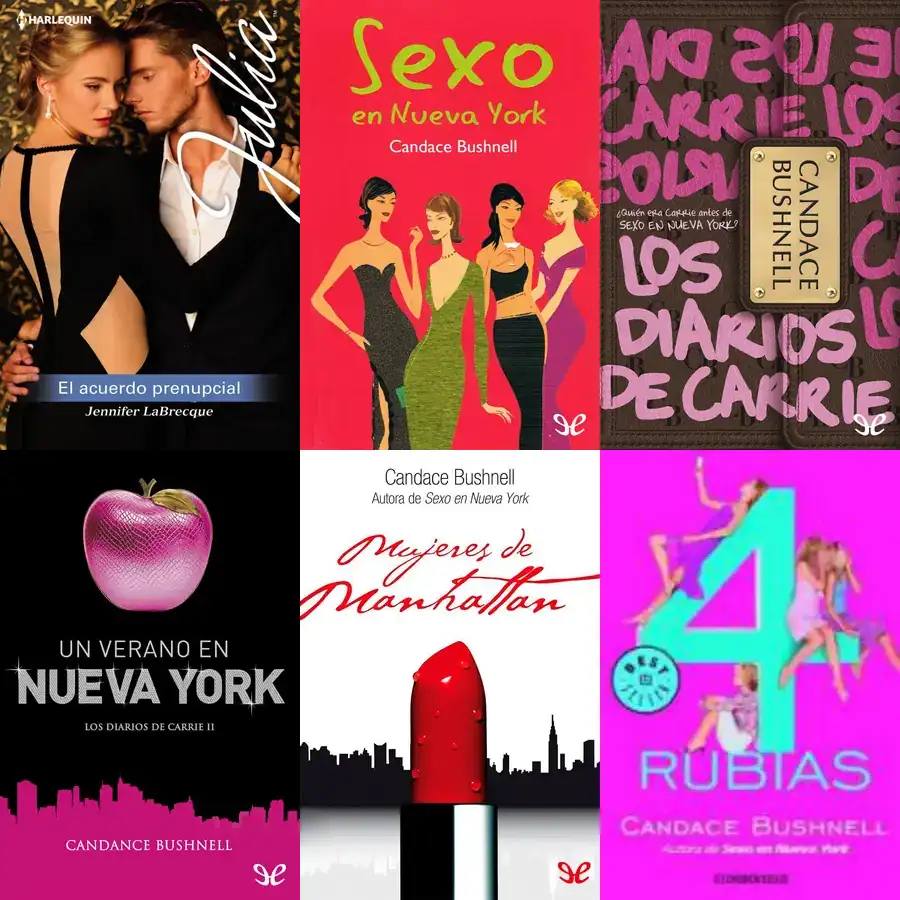 HARLEQUIN
Julia
El acuerdo prenupcial
Jennifer LaBrecque
Sexo
en Nueva York
Candace Bushnell
¿Quién era Carrie antes de
SEXO EN NUEVA YORK?
LOS
DIARIOS
DE CARRIE
CANDACE
BUSHNELL
UN VERANO EN
NUEVA YORK
LOS DIARIOS DE CARRIE II
CANDANCE BUSHNELL
Candace Bushnell
Autora de Sexo en Nueva York
Mujeres de
Manhattan
4
BEST
SELLER
RUBIAS
CANDACE BUSHNELL
Autora de Sexo en Nueva York